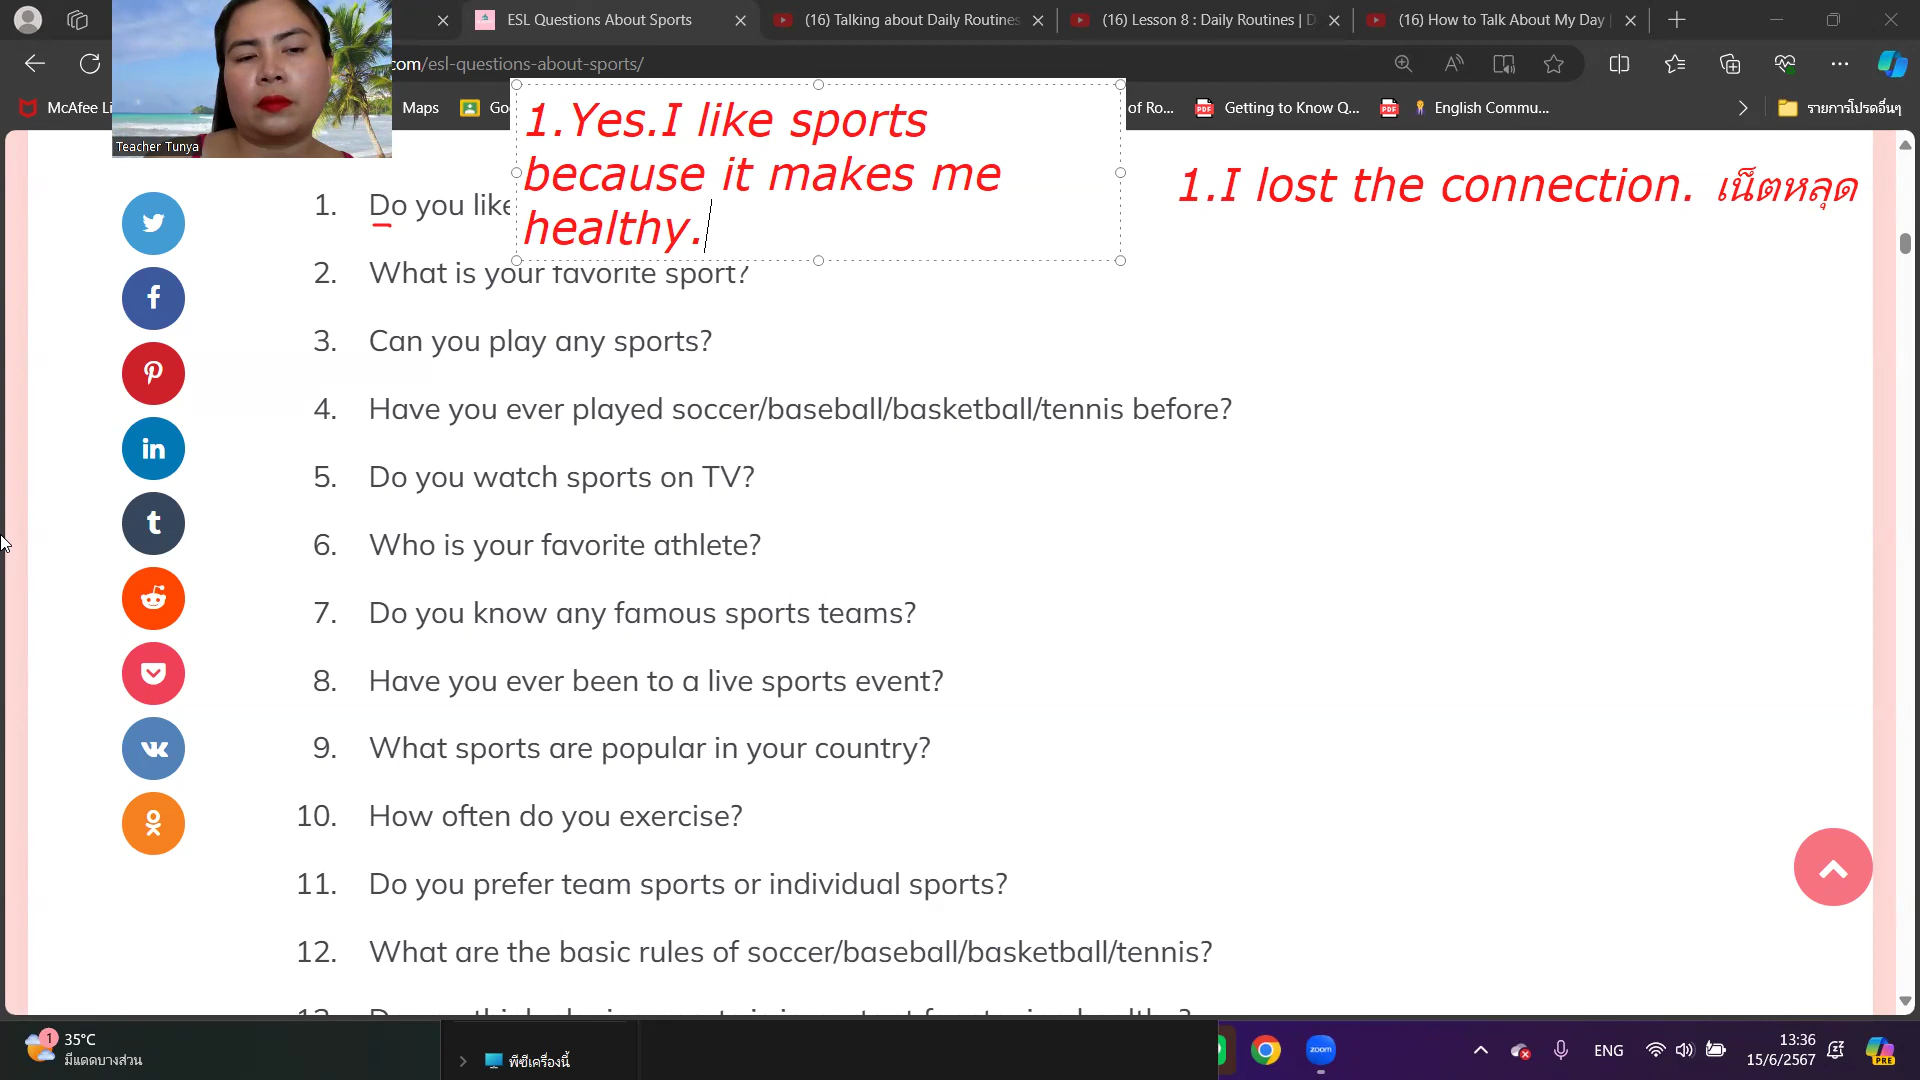 ESL Questions About Sports
(16) Talking about Daily Routines
(16) Lesson 8 : Daily Routines | D
(16) How to Talk About My Day |
com/esl-questions-about-sports/
McAfee Li
Maps
Go
of Ro...
Getting to Know Q...
English Commu...
รายการโปรดอื่นๆ
Teacher Tunya
1.Yes.I like sports
because it makes me
healthy.
1.I lost the connection. เน็ตหลุด
1. Do you like
2. What is your favorite sport?
3. Can you play any sports?
4. Have you ever played soccer/baseball/basketball/tennis before?
5. Do you watch sports on TV?
6. Who is your favorite athlete?
7. Do you know any famous sports teams?
8. Have you ever been to a live sports event?
9. What sports are popular in your country?
10. How often do you exercise?
11. Do you prefer team sports or individual sports?
12. What are the basic rules of soccer/baseball/basketball/tennis?
1
35°C
มีแดดบางส่วน
พีซีเครื่องนี้
zoom
ENG
13:36
15/6/2567
PRE